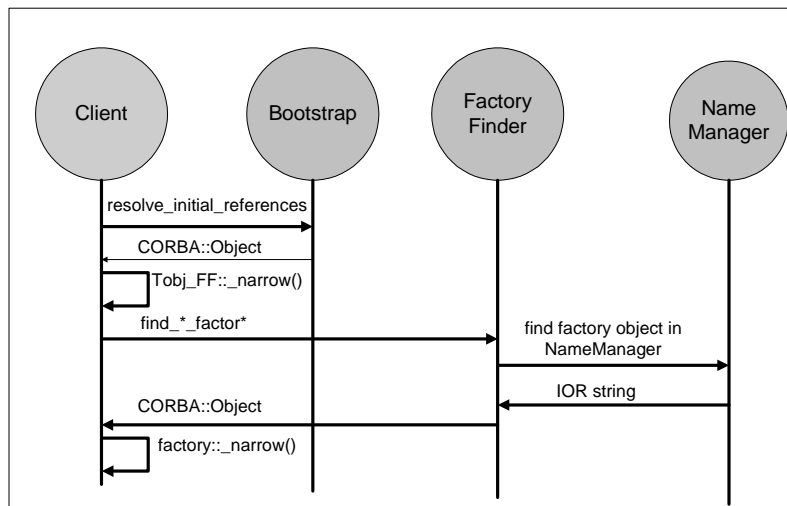 Client
Bootstrap
Factory
Finder
Name
Manager
resolve_initial_references
CORBA::Object
Tobj_FF::_narrow()
find_*_factor*
find factory object in
NameManager
IOR string
CORBA::Object
factory::_narrow()